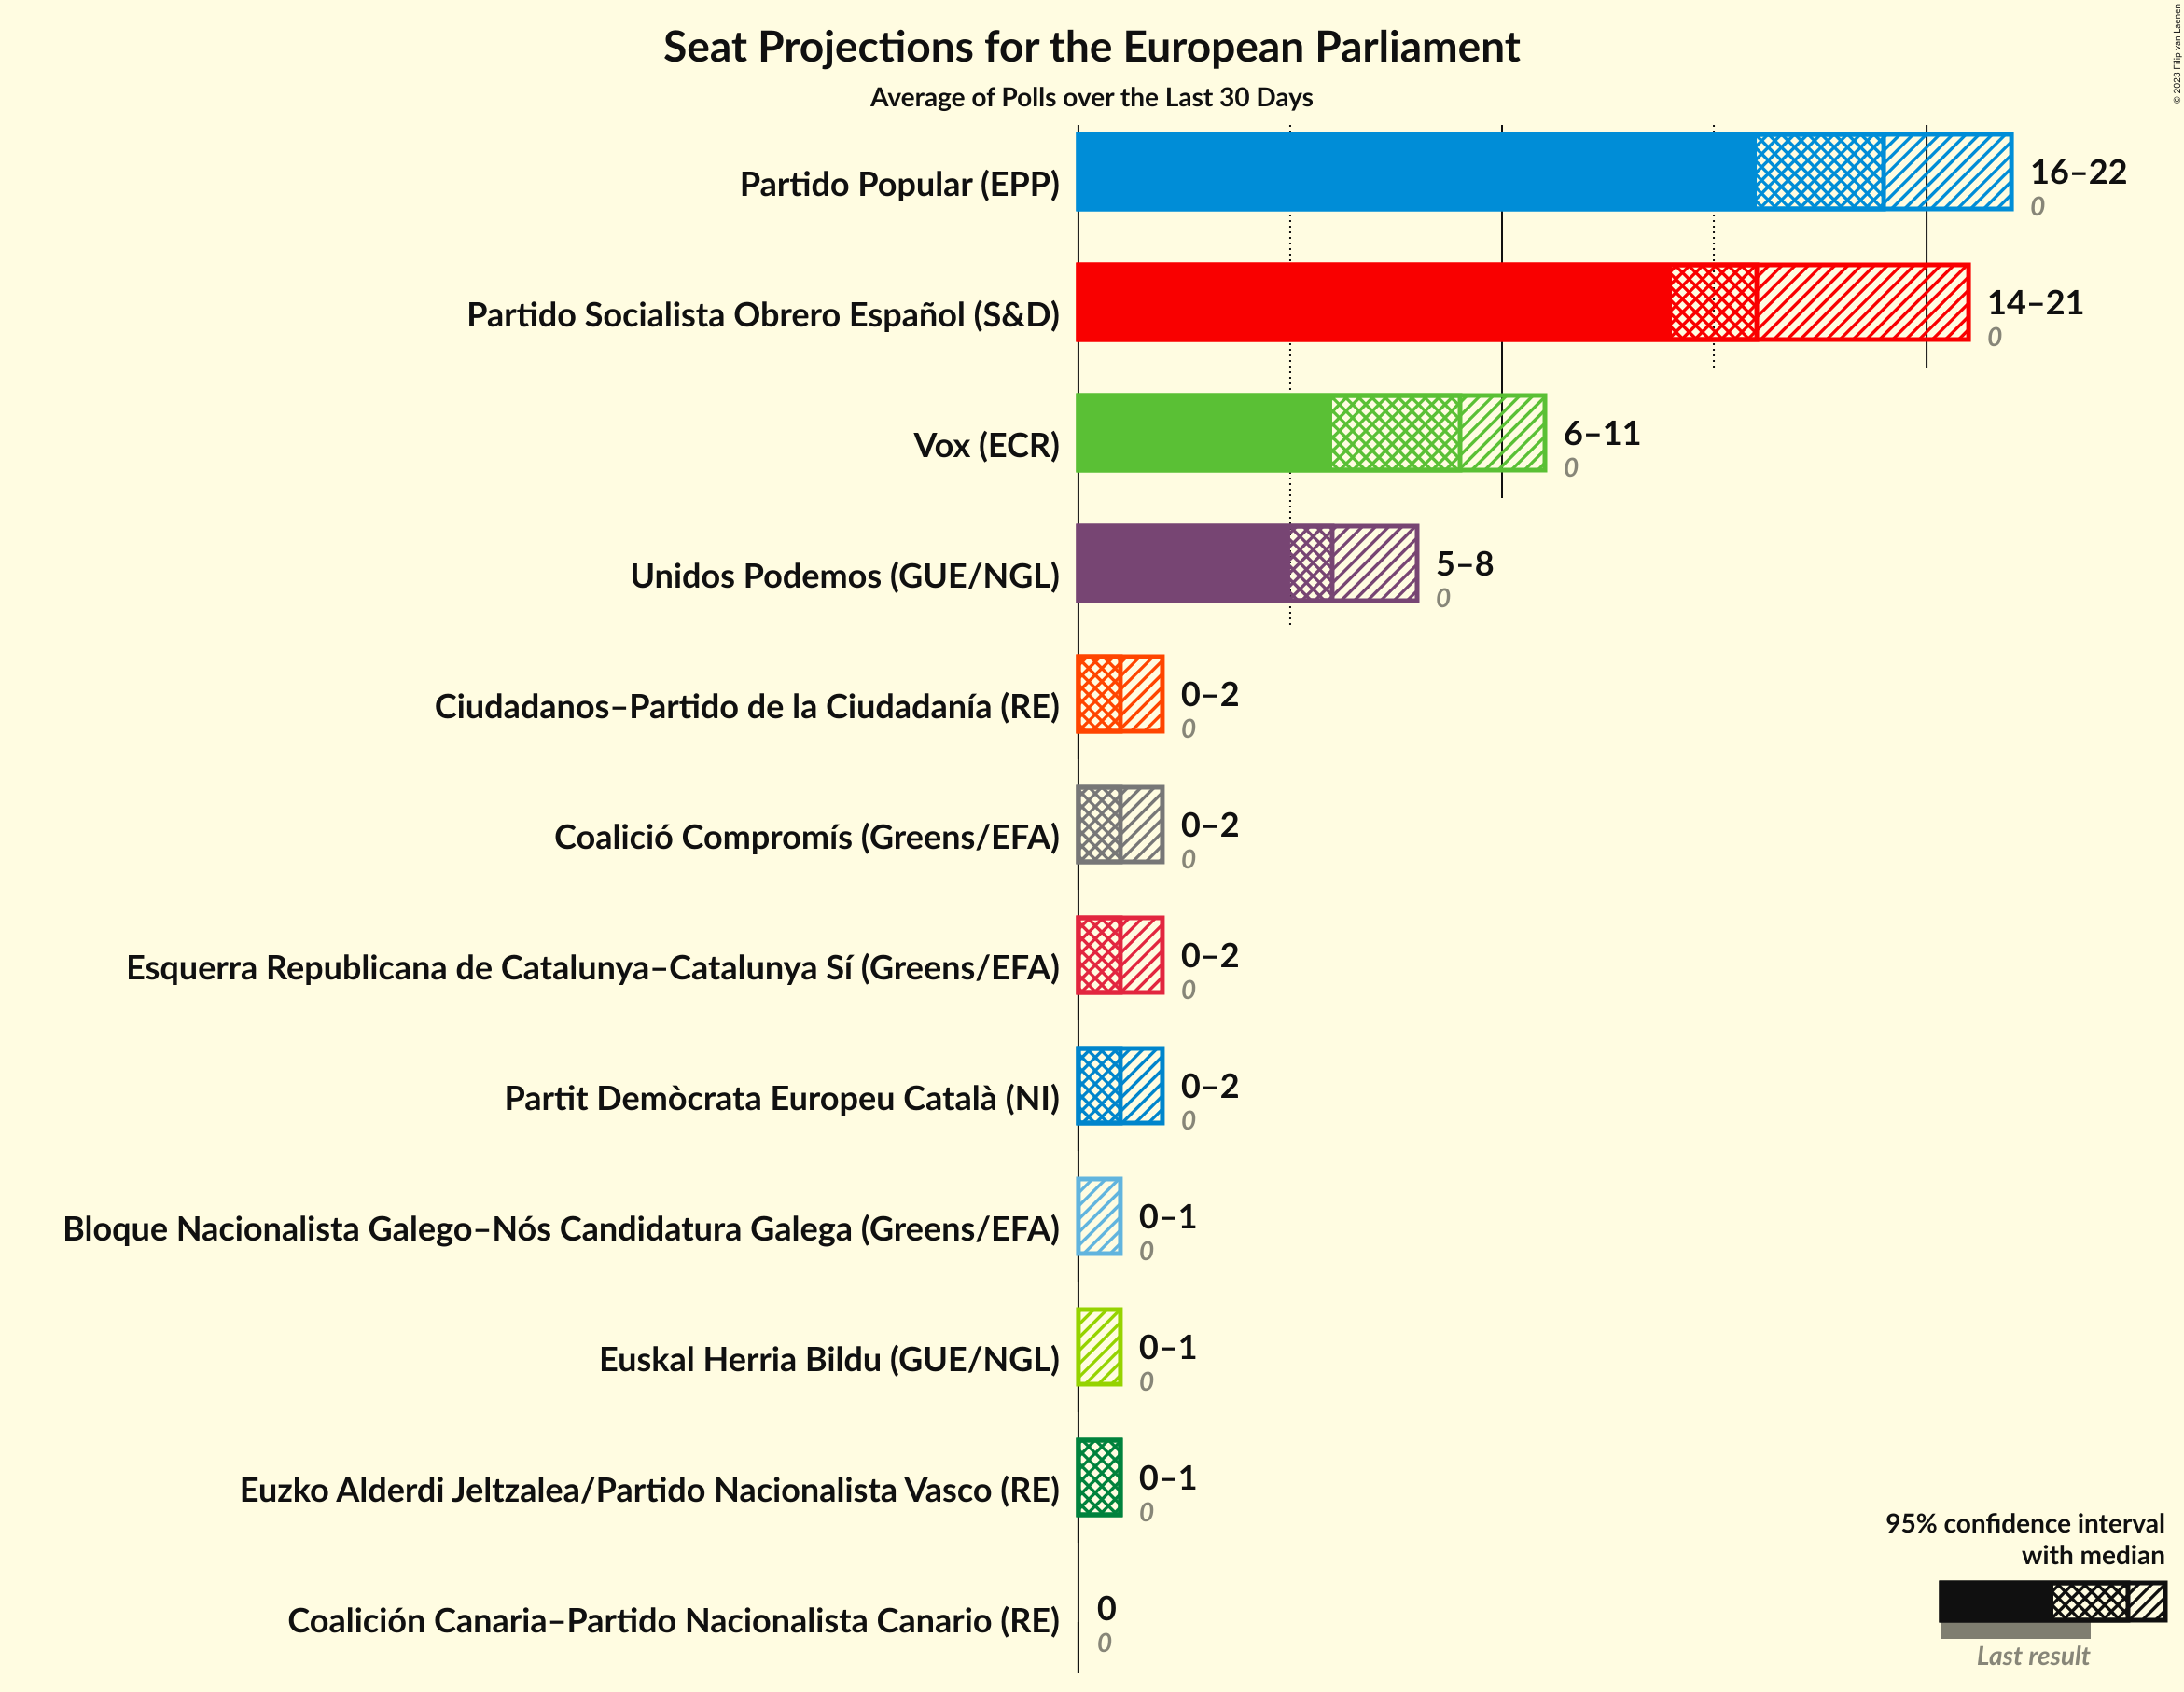 Seat Projections for the European Parliament
Average of Polls over the Last 30 Days
© 2023 Filip van Laenen
Partido Popular (EPP)
16–22
0
Partido Socialista Obrero Español (S&D)
14–21
0
Vox (ECR)
6–11
0
Unidos Podemos (GUE/NGL)
5–8
0
Ciudadanos–Partido de la Ciudadanía (RE)
0–2
0
Coalició Compromís (Greens/EFA)
0–2
0
Esquerra Republicana de Catalunya–Catalunya Sí (Greens/EFA)
0–2
0
Partit Demòcrata Europeu Català (NI)
0–2
0
Bloque Nacionalista Galego–Nós Candidatura Galega (Greens/EFA)
0–1
0
Euskal Herria Bildu (GUE/NGL)
0–1
0
Euzko Alderdi Jeltzalea/Partido Nacionalista Vasco (RE)
0–1
0
Coalición Canaria–Partido Nacionalista Canario (RE)
0
0
95% confidence interval
with median
Last result